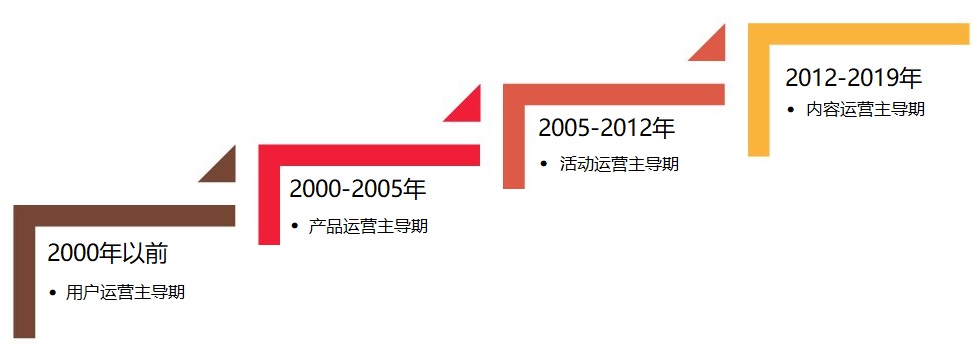 2000年以前
• 用户运营主导期
2000-2005年
• 产品运营主导期
2005-2012年
• 活动运营主导期
2012-2019年
• 内容运营主导期